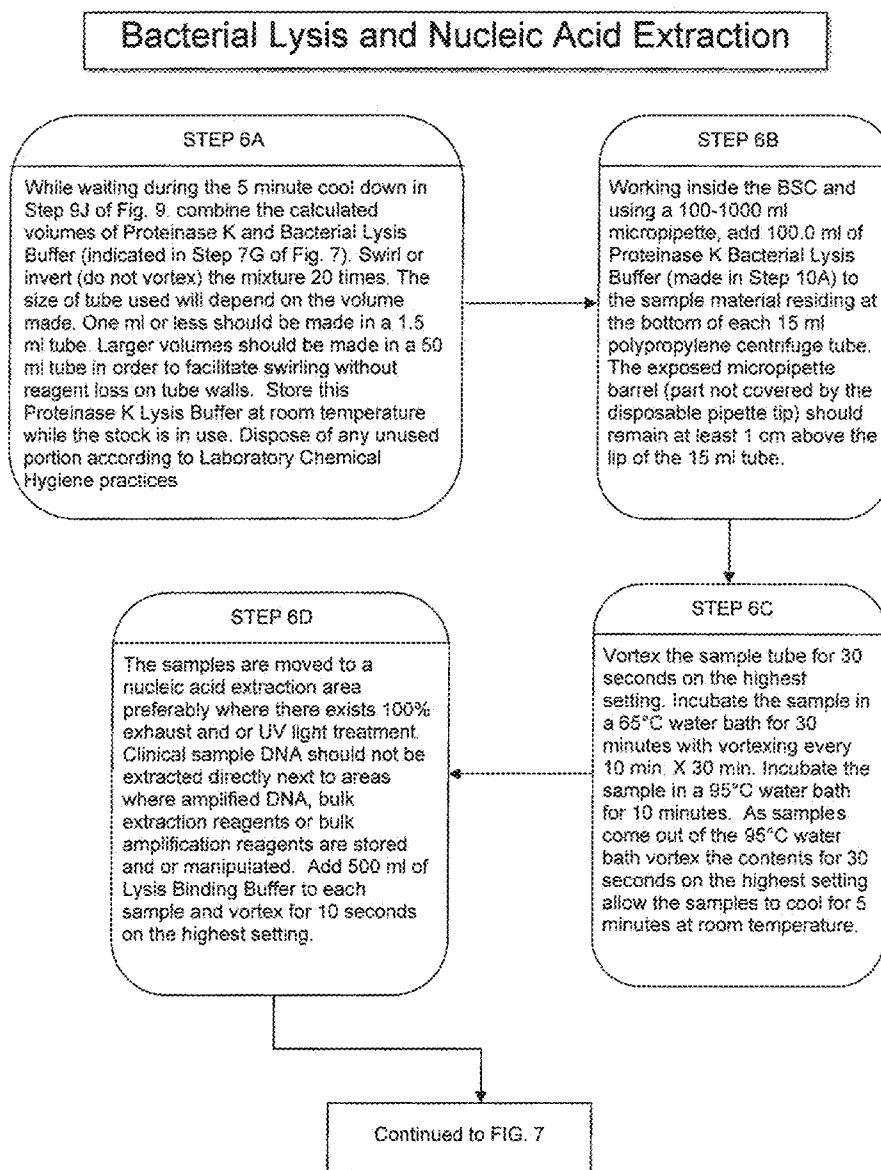 Bacterial Lysis and Nucleic Acid Extraction
STEP 6A
While waiting during the 5 minute cool down in
Step 9J of Fig. 9, combine the calculated
volumes of Proteinase K and Bacterial Lysis
Buffer (indicated in Step 7G of Fig. 7). Swirl or
invert (do not vortex) the mixture 20 times. The
size of tube used will depend on the volume
made. One ml or less should be made in a 1.5
ml tube. Larger volumes should be made in a 50
ml tube in order to facilitate swirling without
reagent loss on tube walls. Store this
Proteinase K Lysis Buffer at room temperature
while the stock is in use. Dispose of any unused
portion according to Laboratory Chemical
Hygiene practices
STEP 6B
Working inside the BSC and
using a 100-1000 ml
micropipette, add 100.0 ml of
Proteinase K Bacterial Lysis
Buffer (made in Step 10A) to
the sample material residing at
the bottom of each 15 ml
polypropylene centrifuge tube.
The exposed micropipette
barrel (part not covered by the
disposable pipette tip) should
remain at least 1 cm above the
lip of the 15 ml tube.
STEP 6C
Vortex the sample tube for 30
seconds on the highest
setting. Incubate the sample in
a 65°C water bath for 30
minutes with vortexing every
10 min. X 30 min. Incubate the
sample in a 95°C water bath
for 10 minutes. As samples
come out of the 95°C water
bath vortex the contents for 30
seconds on the highest setting
allow the samples to cool for 5
minutes at room temperature.
STEP 6D
The samples are moved to a
nucleic acid extraction area
preferably where there exists 100%
exhaust and or UV light treatment.
Clinical sample DNA should not be
extracted directly next to areas
where amplified DNA, bulk
extraction reagents or bulk
amplification reagents are stored
and or manipulated. Add 500 ml of
Lysis Binding Buffer to each
sample and vortex for 10 seconds
on the highest setting.
Continued to FIG. 7